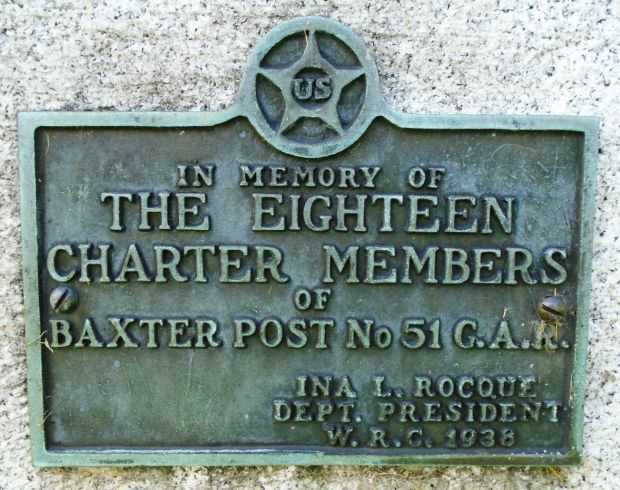 US
IN MEMORY OF
THE EIGHTEEN
CHARTER MEMBERS
OF
BAXTER POST No 51 G.A.R.
INA L. ROCQUE
DEPT. PRESIDENT
W.R.C. 1938